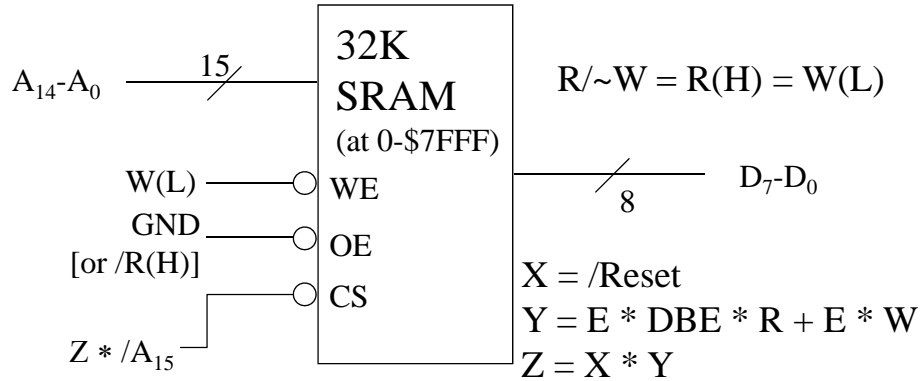 32K
SRAM
(at 0-$7FFF)
A14-A0
15
R/~W = R(H) = W(L)
W(L)
WE
8
D7-D0
GND
[or /R(H)]
OE
CS
Z * /A15
X = /Reset
Y = E * DBE * R + E * W
Z = X * Y